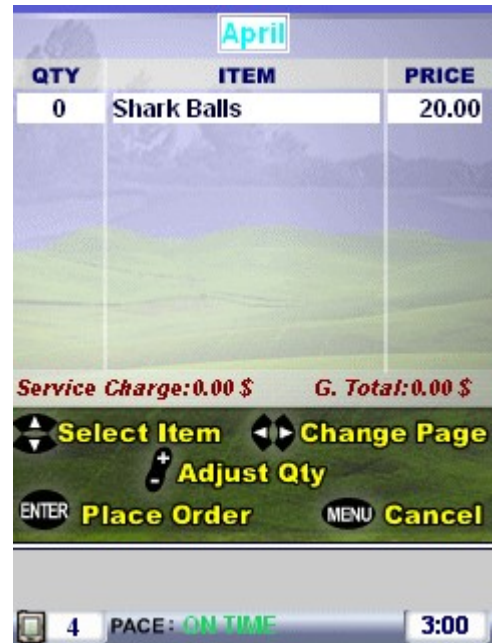 April
QTY ITEM PRICE
0 Shark Balls 20.00
Service Charge:0.00 $ G. Total:0.00 $
Select Item Change Page
+
- Adjust Qty
ENTER Place Order MENU Cancel
4 PACE: ON TIME 3:00